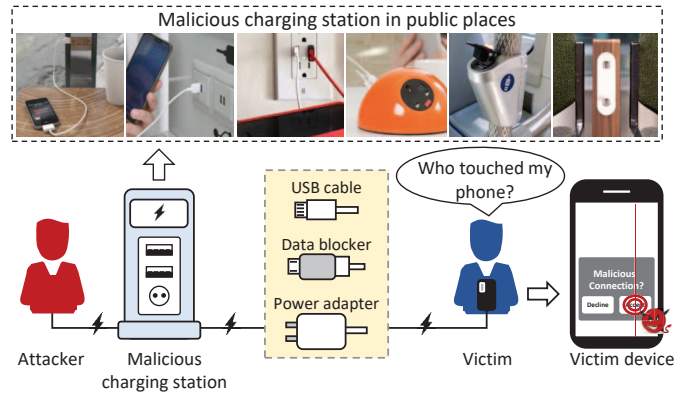 Malicious charging station in public places
Who touched my
phone?
USB cable
Data blocker
Power adapter
Malicious
Connection?
Decline
Attacker
Malicious
charging station
Victim
Victim device